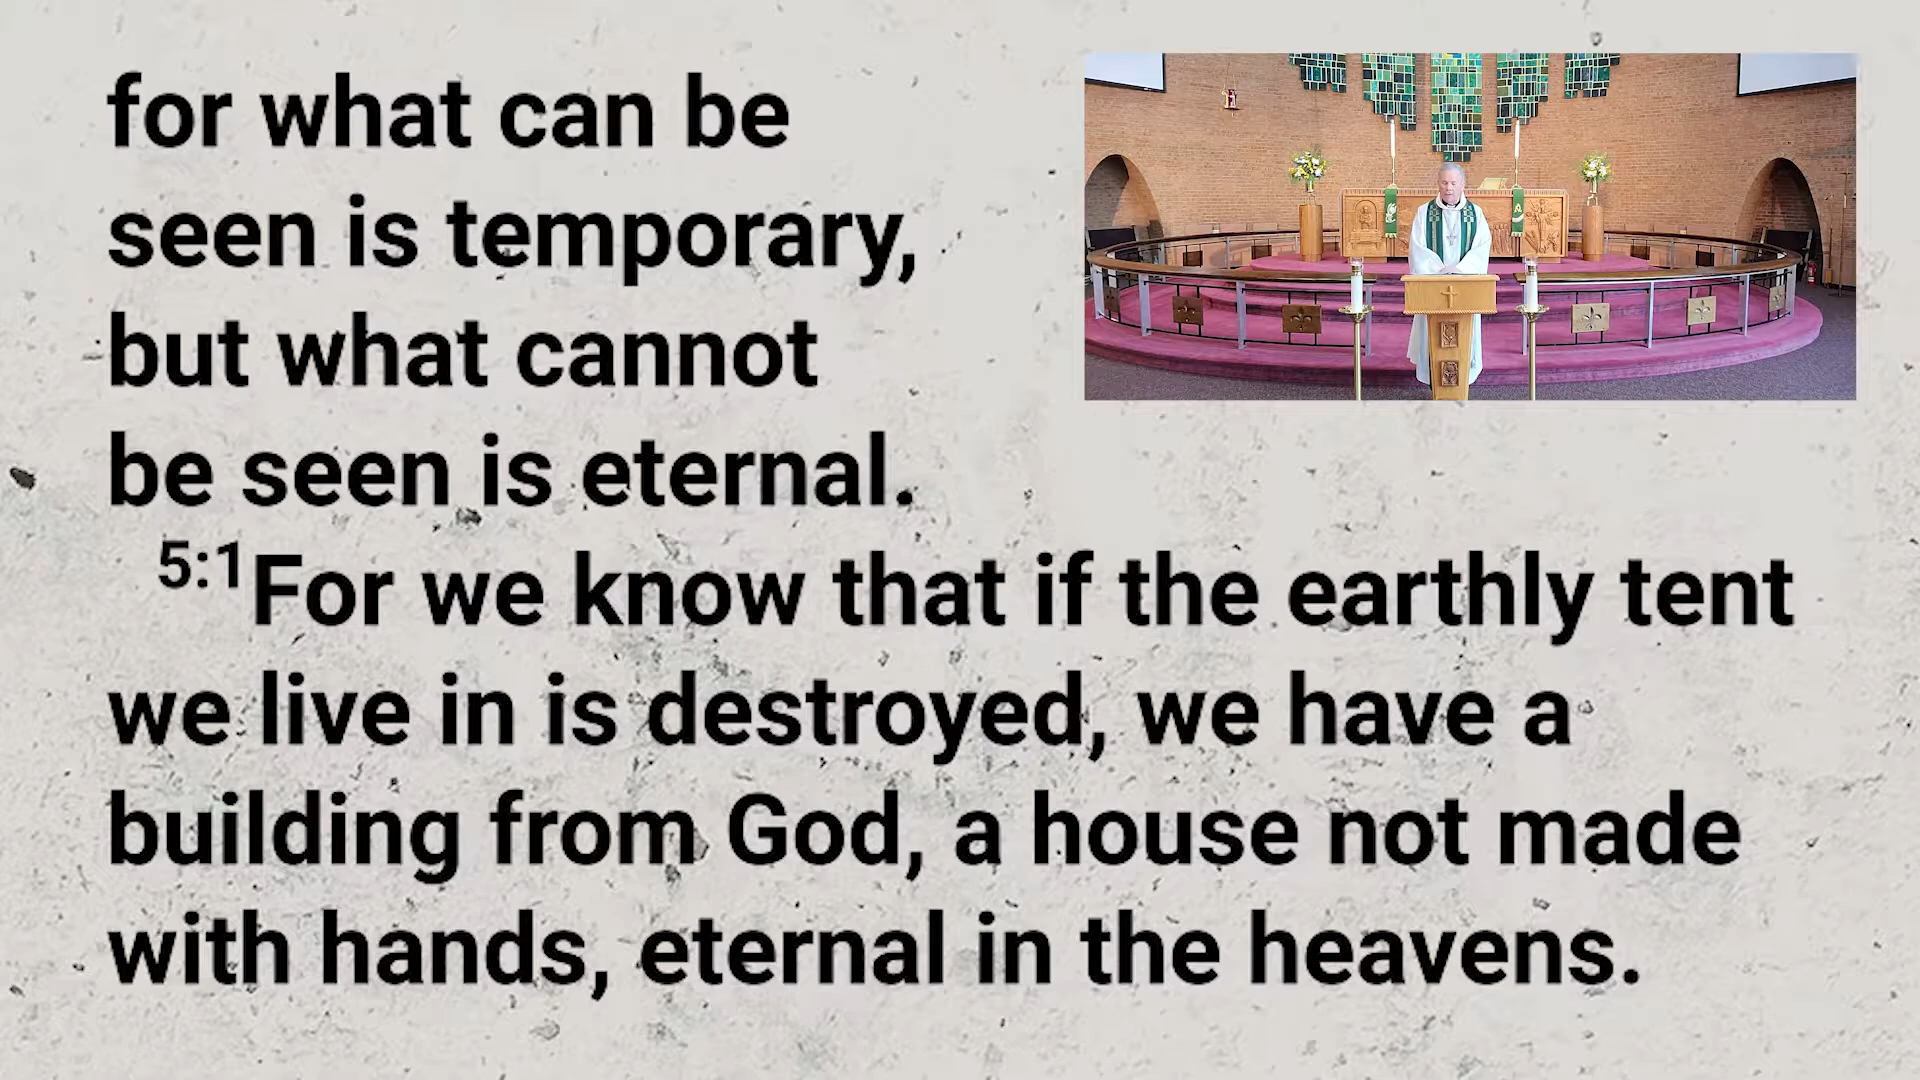 for what can be
seen is temporary,
but what cannot
be seen is eternal.
5:1For we know that if the earthly tent
we live in is destroyed, we have a
building from God, a house not made
with hands, eternal in the heavens.